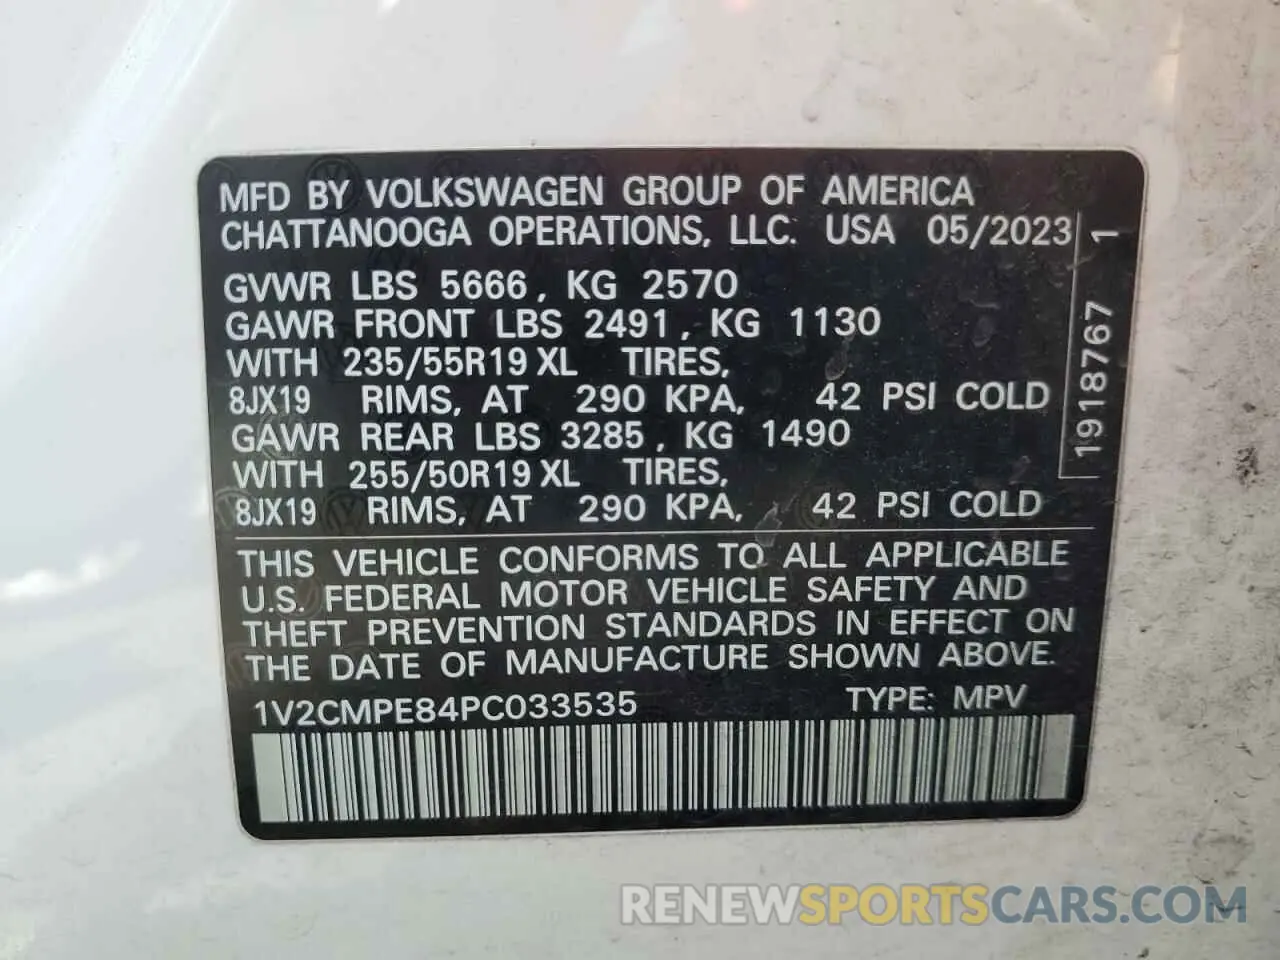 MFD BY VOLKSWAGEN GROUP OF AMERICA
CHATTANOOGA OPERATIONS, LLC. USA 05/2023
GVWR LBS 5666, KG 2570
GAWR FRONT LBS 2491, KG 1130
WITH 235/55R19 XL TIRES,
8JX19 RIMS, AT 290 KPA, 42 PSI COLD
GAWR REAR LBS 3285, KG 1490
WITH 255/50R19 XL TIRES,
8JX19 RIMS, AT 290 KPA, 42 PSI COLD
1918767 1
THIS VEHICLE CONFORMS TO ALL APPLICABLE
U.S. FEDERAL MOTOR VEHICLE SAFETY AND
THEFT PREVENTION STANDARDS IN EFFECT ON
THE DATE OF MANUFACTURE SHOWN ABOVE.
1V2CMPE84PC033535 TYPE: MPV
RENEWSPORTSCARS.COM